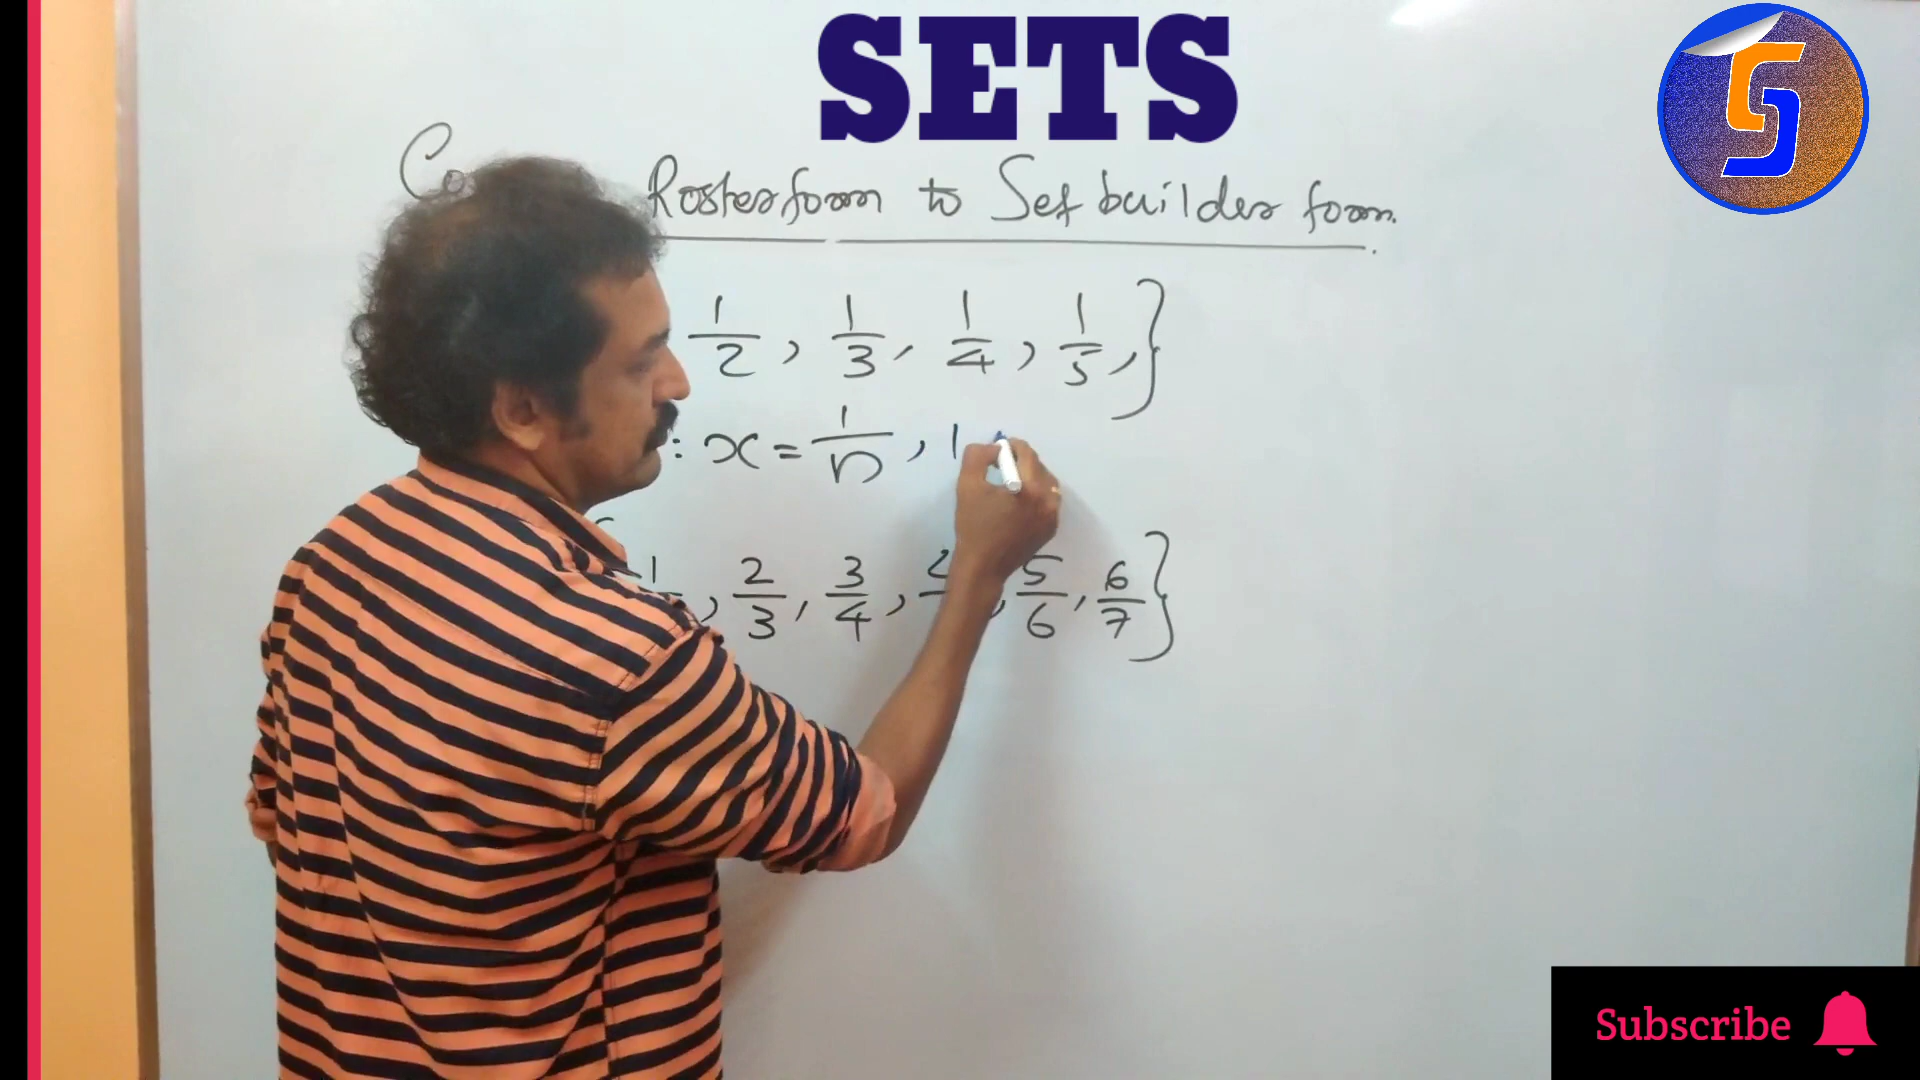 SETS
Co Roster form to Set builder form.
1/2, 1/3, 1/4, 1/5, }
: x = 1/n, 1
1, 2/3, 3/4, 5/6, 6/7 }
Subscribe